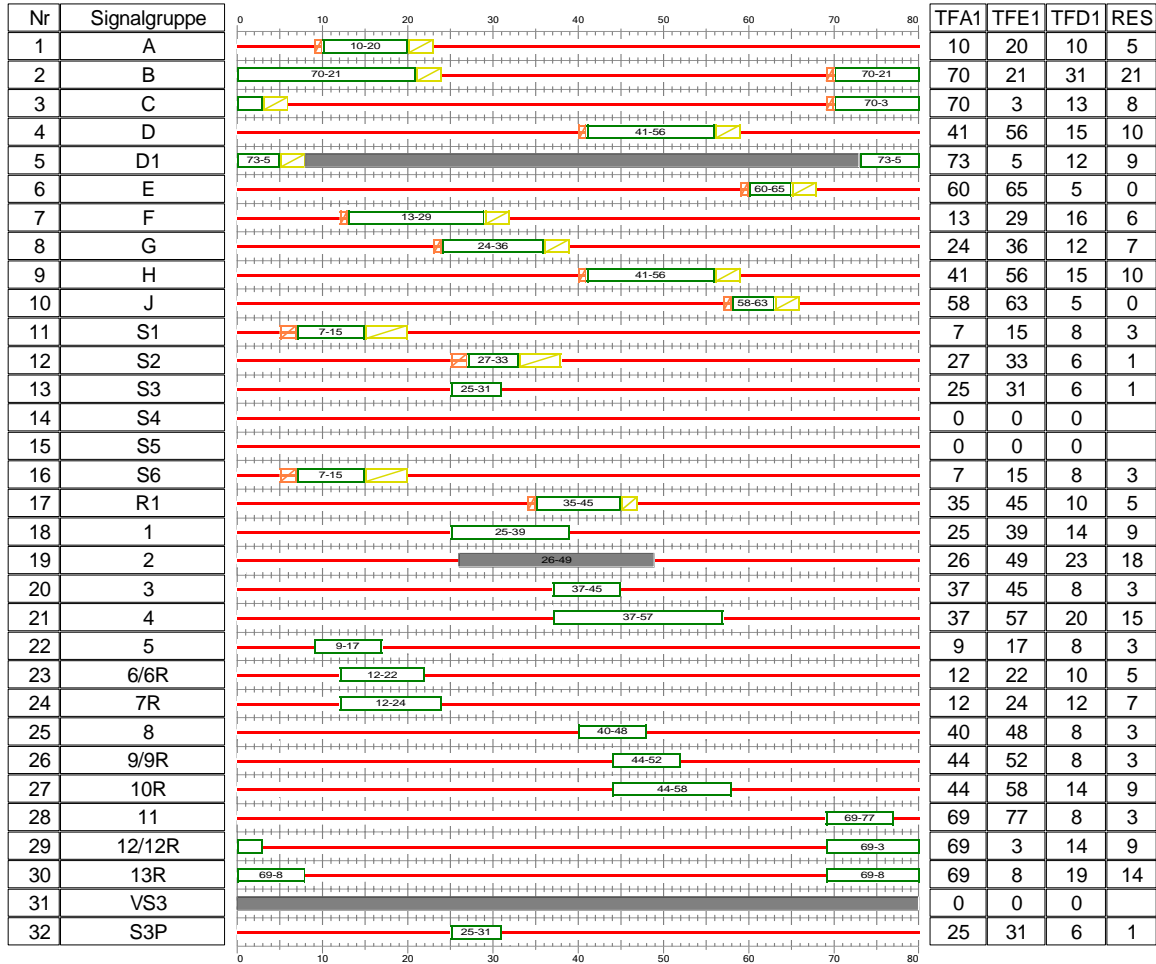 Nr Signalgruppe 0 10 20 30 40 50 60 70 80 TFA1 TFE1 TFD1 RES
1 A 10-20 10 20 10 5
2 B 70-21 70-21 70 21 31 21
3 C 70-3 70 3 13 8
4 D 41-56 41 56 15 10
5 D1 73-5 73-5 73 5 12 9
6 E 60-65 60 65 5 0
7 F 13-29 13 29 16 6
8 G 24-36 24 36 12 7
9 H 41-56 41 56 15 10
10 J 58-63 58 63 5 0
11 S1 7-15 7 15 8 3
12 S2 27-33 27 33 6 1
13 S3 25-31 25 31 6 1
14 S4 0 0 0
15 S5 0 0 0
16 S6 7-15 7 15 8 3
17 R1 35-45 35 45 10 5
18 1 25-39 25 39 14 9
19 2 26-49 26 49 23 18
20 3 37-45 37 45 8 3
21 4 37-57 37 57 20 15
22 5 9-17 9 17 8 3
23 6/6R 12-22 12 22 10 5
24 7R 12-24 12 24 12 7
25 8 40-48 40 48 8 3
26 9/9R 44-52 44 52 8 3
27 10R 44-58 44 58 14 9
28 11 69-77 69 77 8 3
29 12/12R 69-3 69 3 14 9
30 13R 69-8 69-8 69 8 19 14
31 VS3 0 0 0
32 S3P 25-31 25 31 6 1
0 10 20 30 40 50 60 70 80